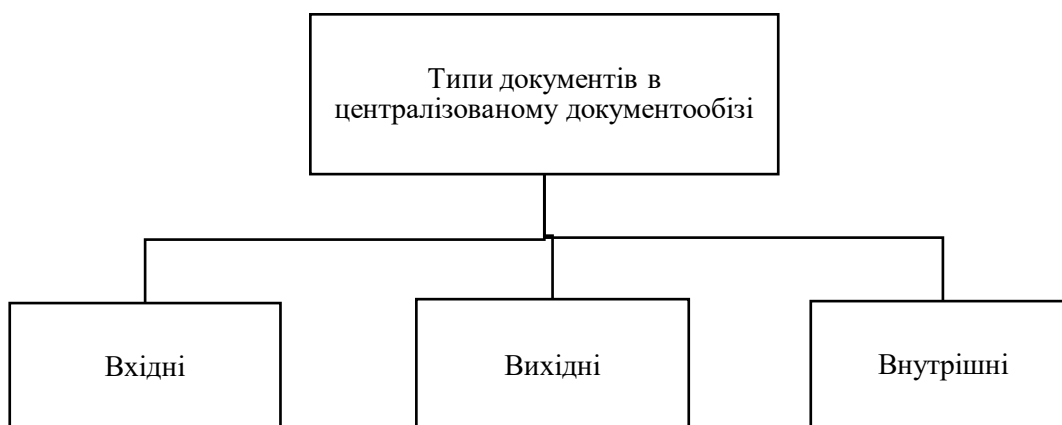 Типи документів в
централізованому документообізі
Вхідні
Вихідні
Внутрішні